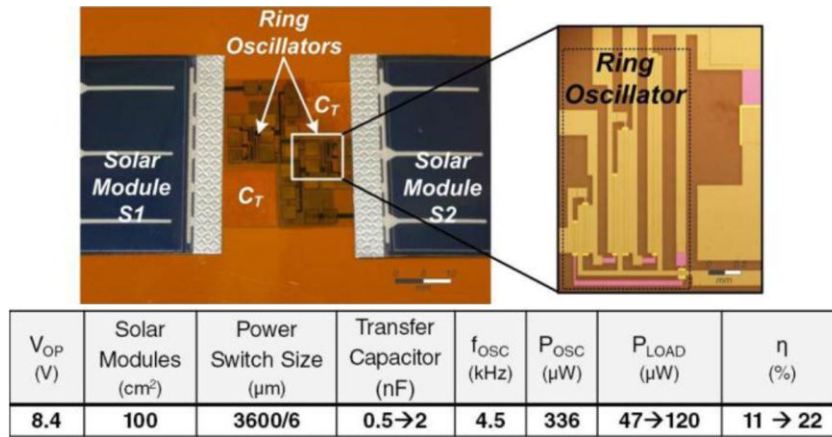 Ring
Oscillators
C_T
Solar
Module
S1
C_T
Solar
Module
S2
mm
Ring
Oscillator
mm
V_OP
(V)
Solar
Modules
(cm²)
Power
Switch Size
(µm)
Transfer
Capacitor
(nF)
f_OSC
(kHz)
P_OSC
(µW)
P_LOAD
(µW)
η
(%)
8.4 100 3600/6 0.5→2 4.5 336 47→120 11 → 22